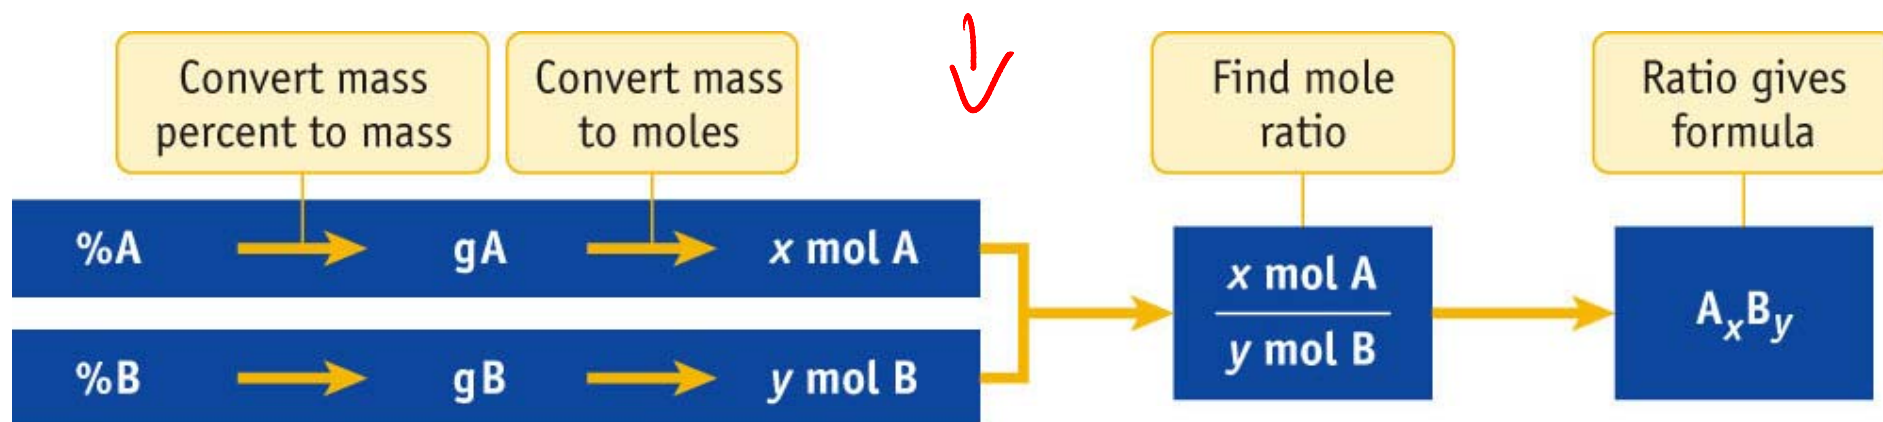 Convert mass
percent to mass
Convert mass
to moles
Find mole
ratio
Ratio gives
formula
%A
gA
x mol A
%B
gB
y mol B
x mol A
y mol B
AxBy